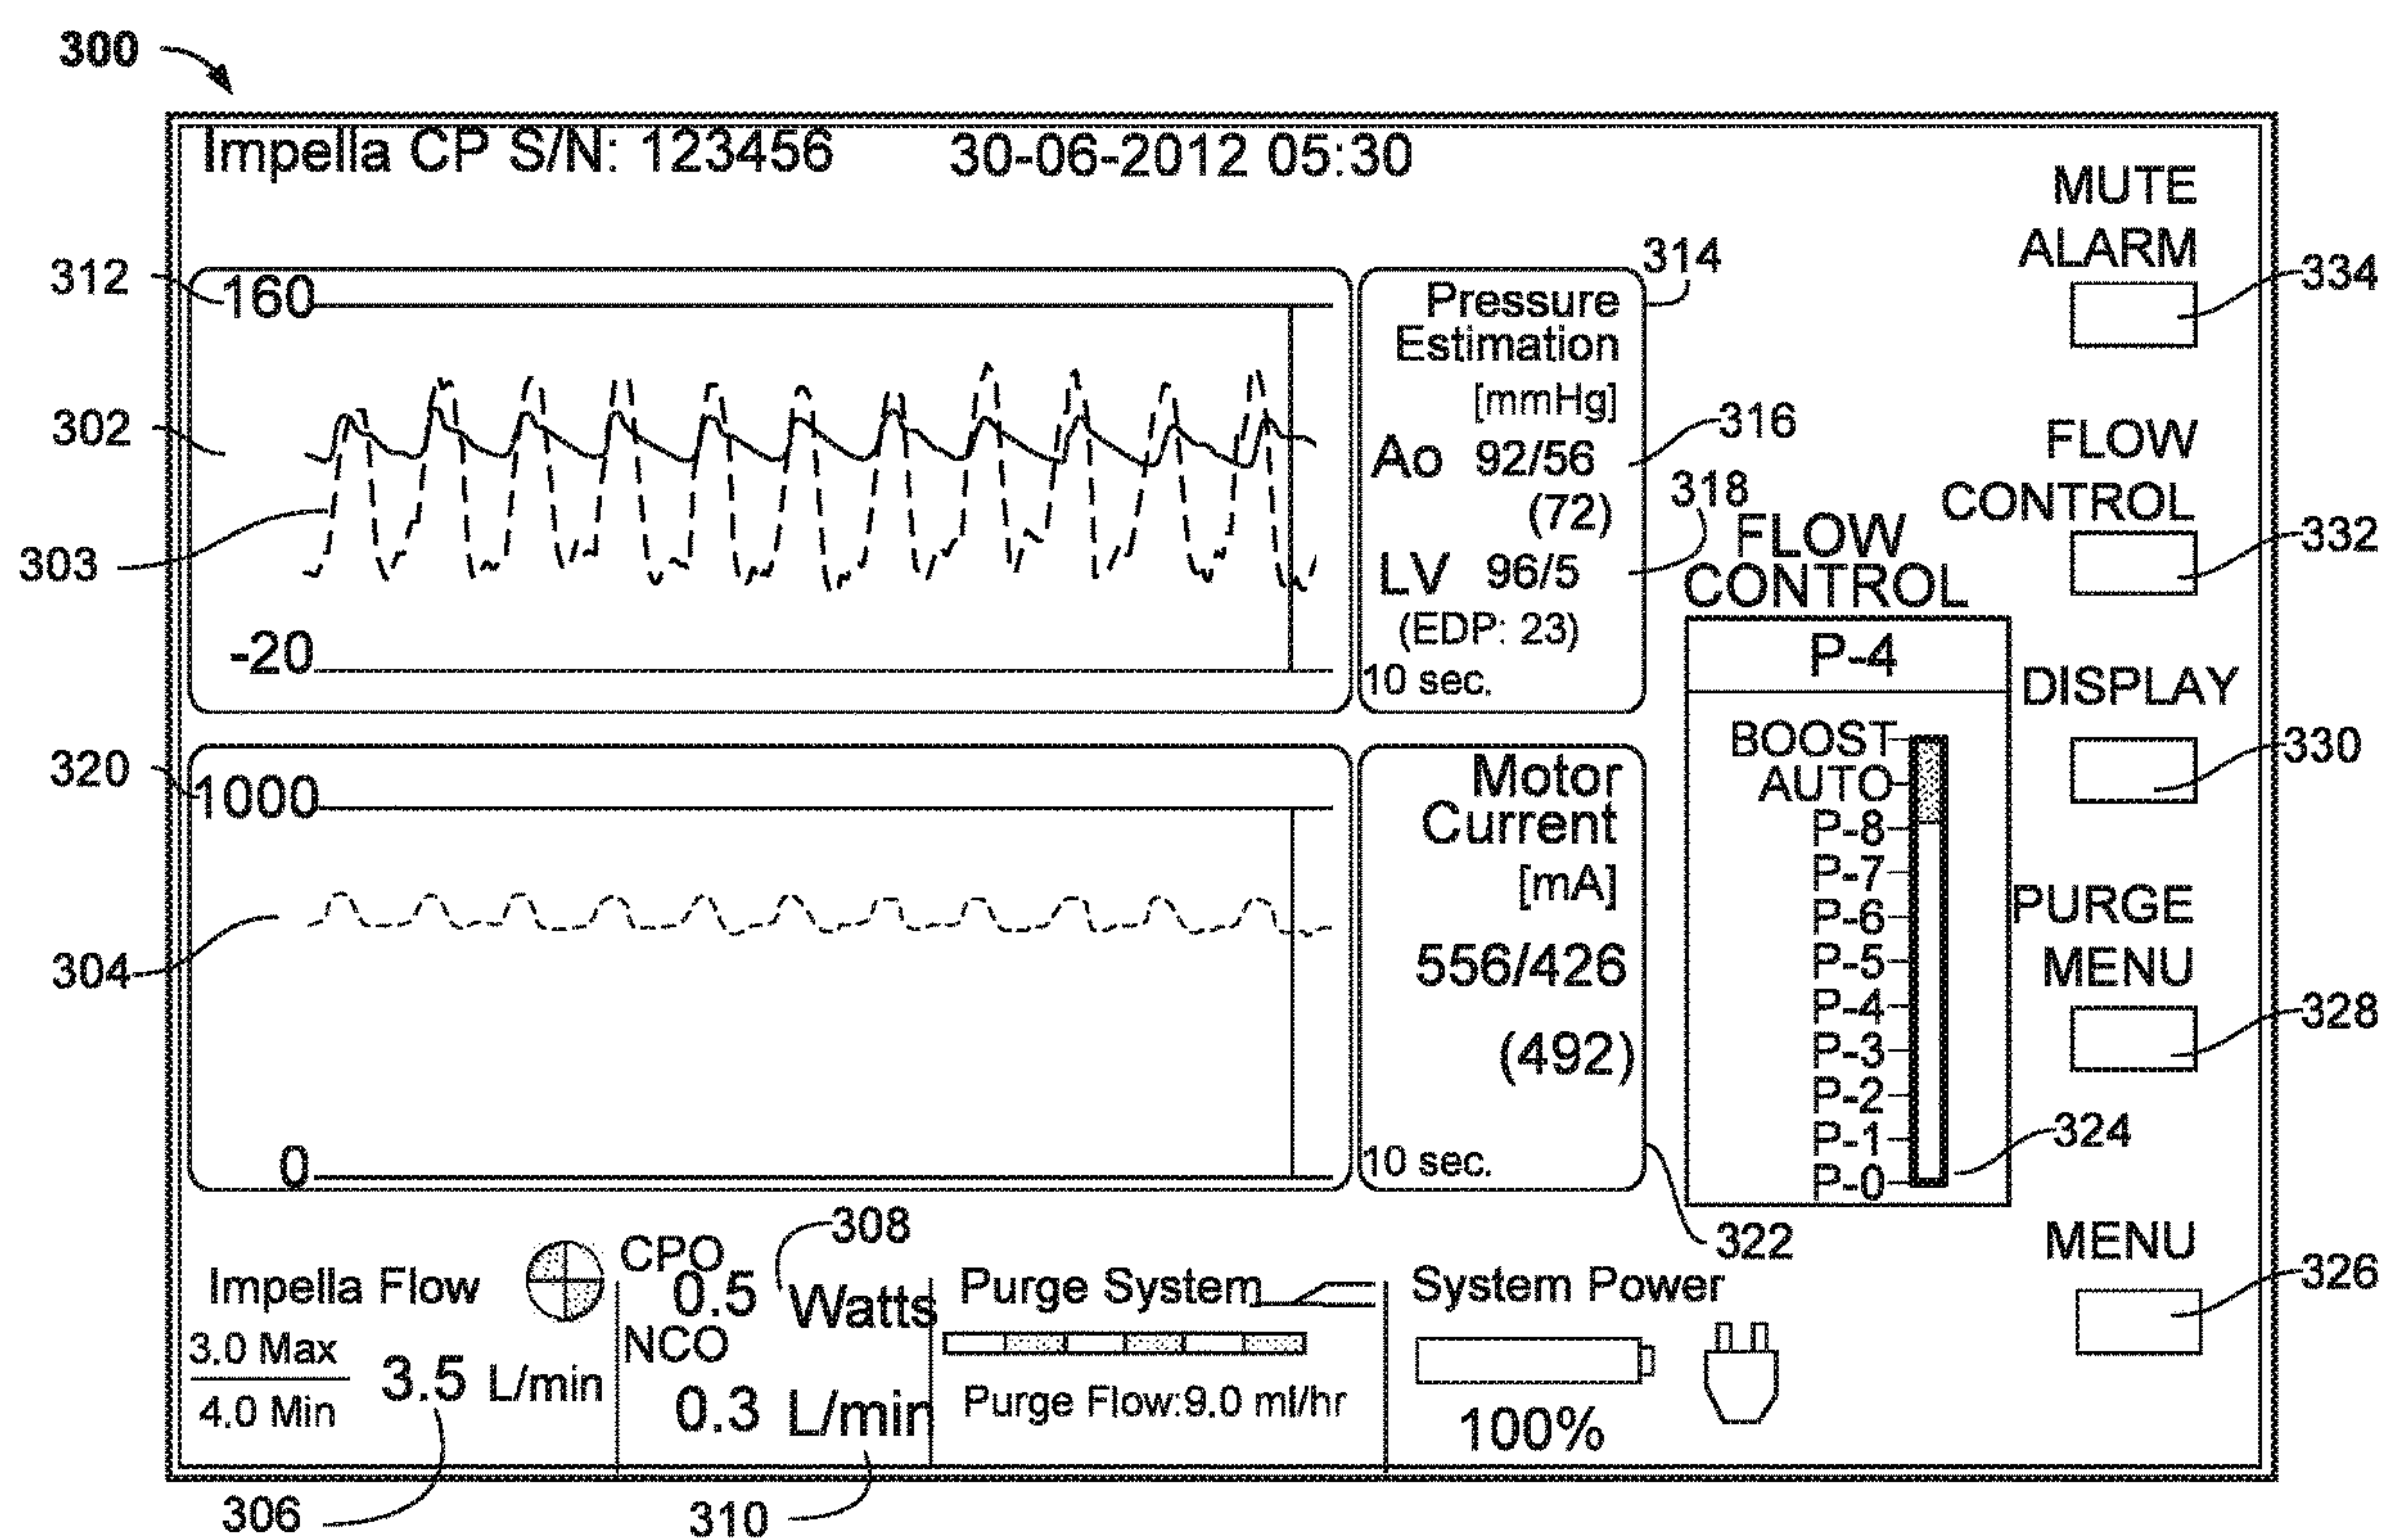 300
Impella CP S/N: 123456 30-06-2012 05:30
312
160
302
303
-20
Pressure
Estimation
[mmHg]
Ao 92/56
(72)
LV 96/5
(EDP: 23)
10 sec.
314
316
318
320
1000
304
0
Motor
Current
[mA]
556/426
(492)
10 sec.
322
FLOW
CONTROL
P-4
BOOST
AUTO
P-8
P-7
P-6
P-5
P-4
P-3
P-2
P-1
P-0
324
MUTE
ALARM
334
FLOW
CONTROL
332
DISPLAY
330
PURGE
MENU
328
MENU
326
Impella Flow
3.0 Max
4.0 Min
3.5 L/min
306
CPO
0.5 Watts
308
NCO
0.3 L/min
310
Purge System
Purge Flow:9.0 ml/hr
System Power
100%